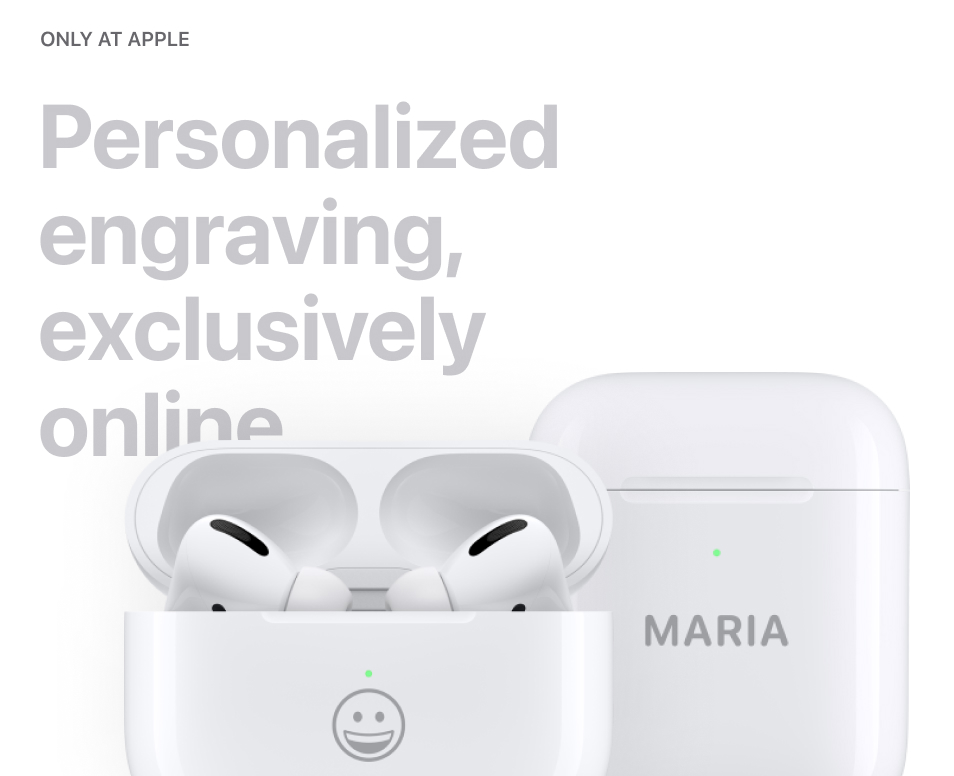 ONLY AT APPLE
Personalized
engraving,
exclusively
online
MARIA